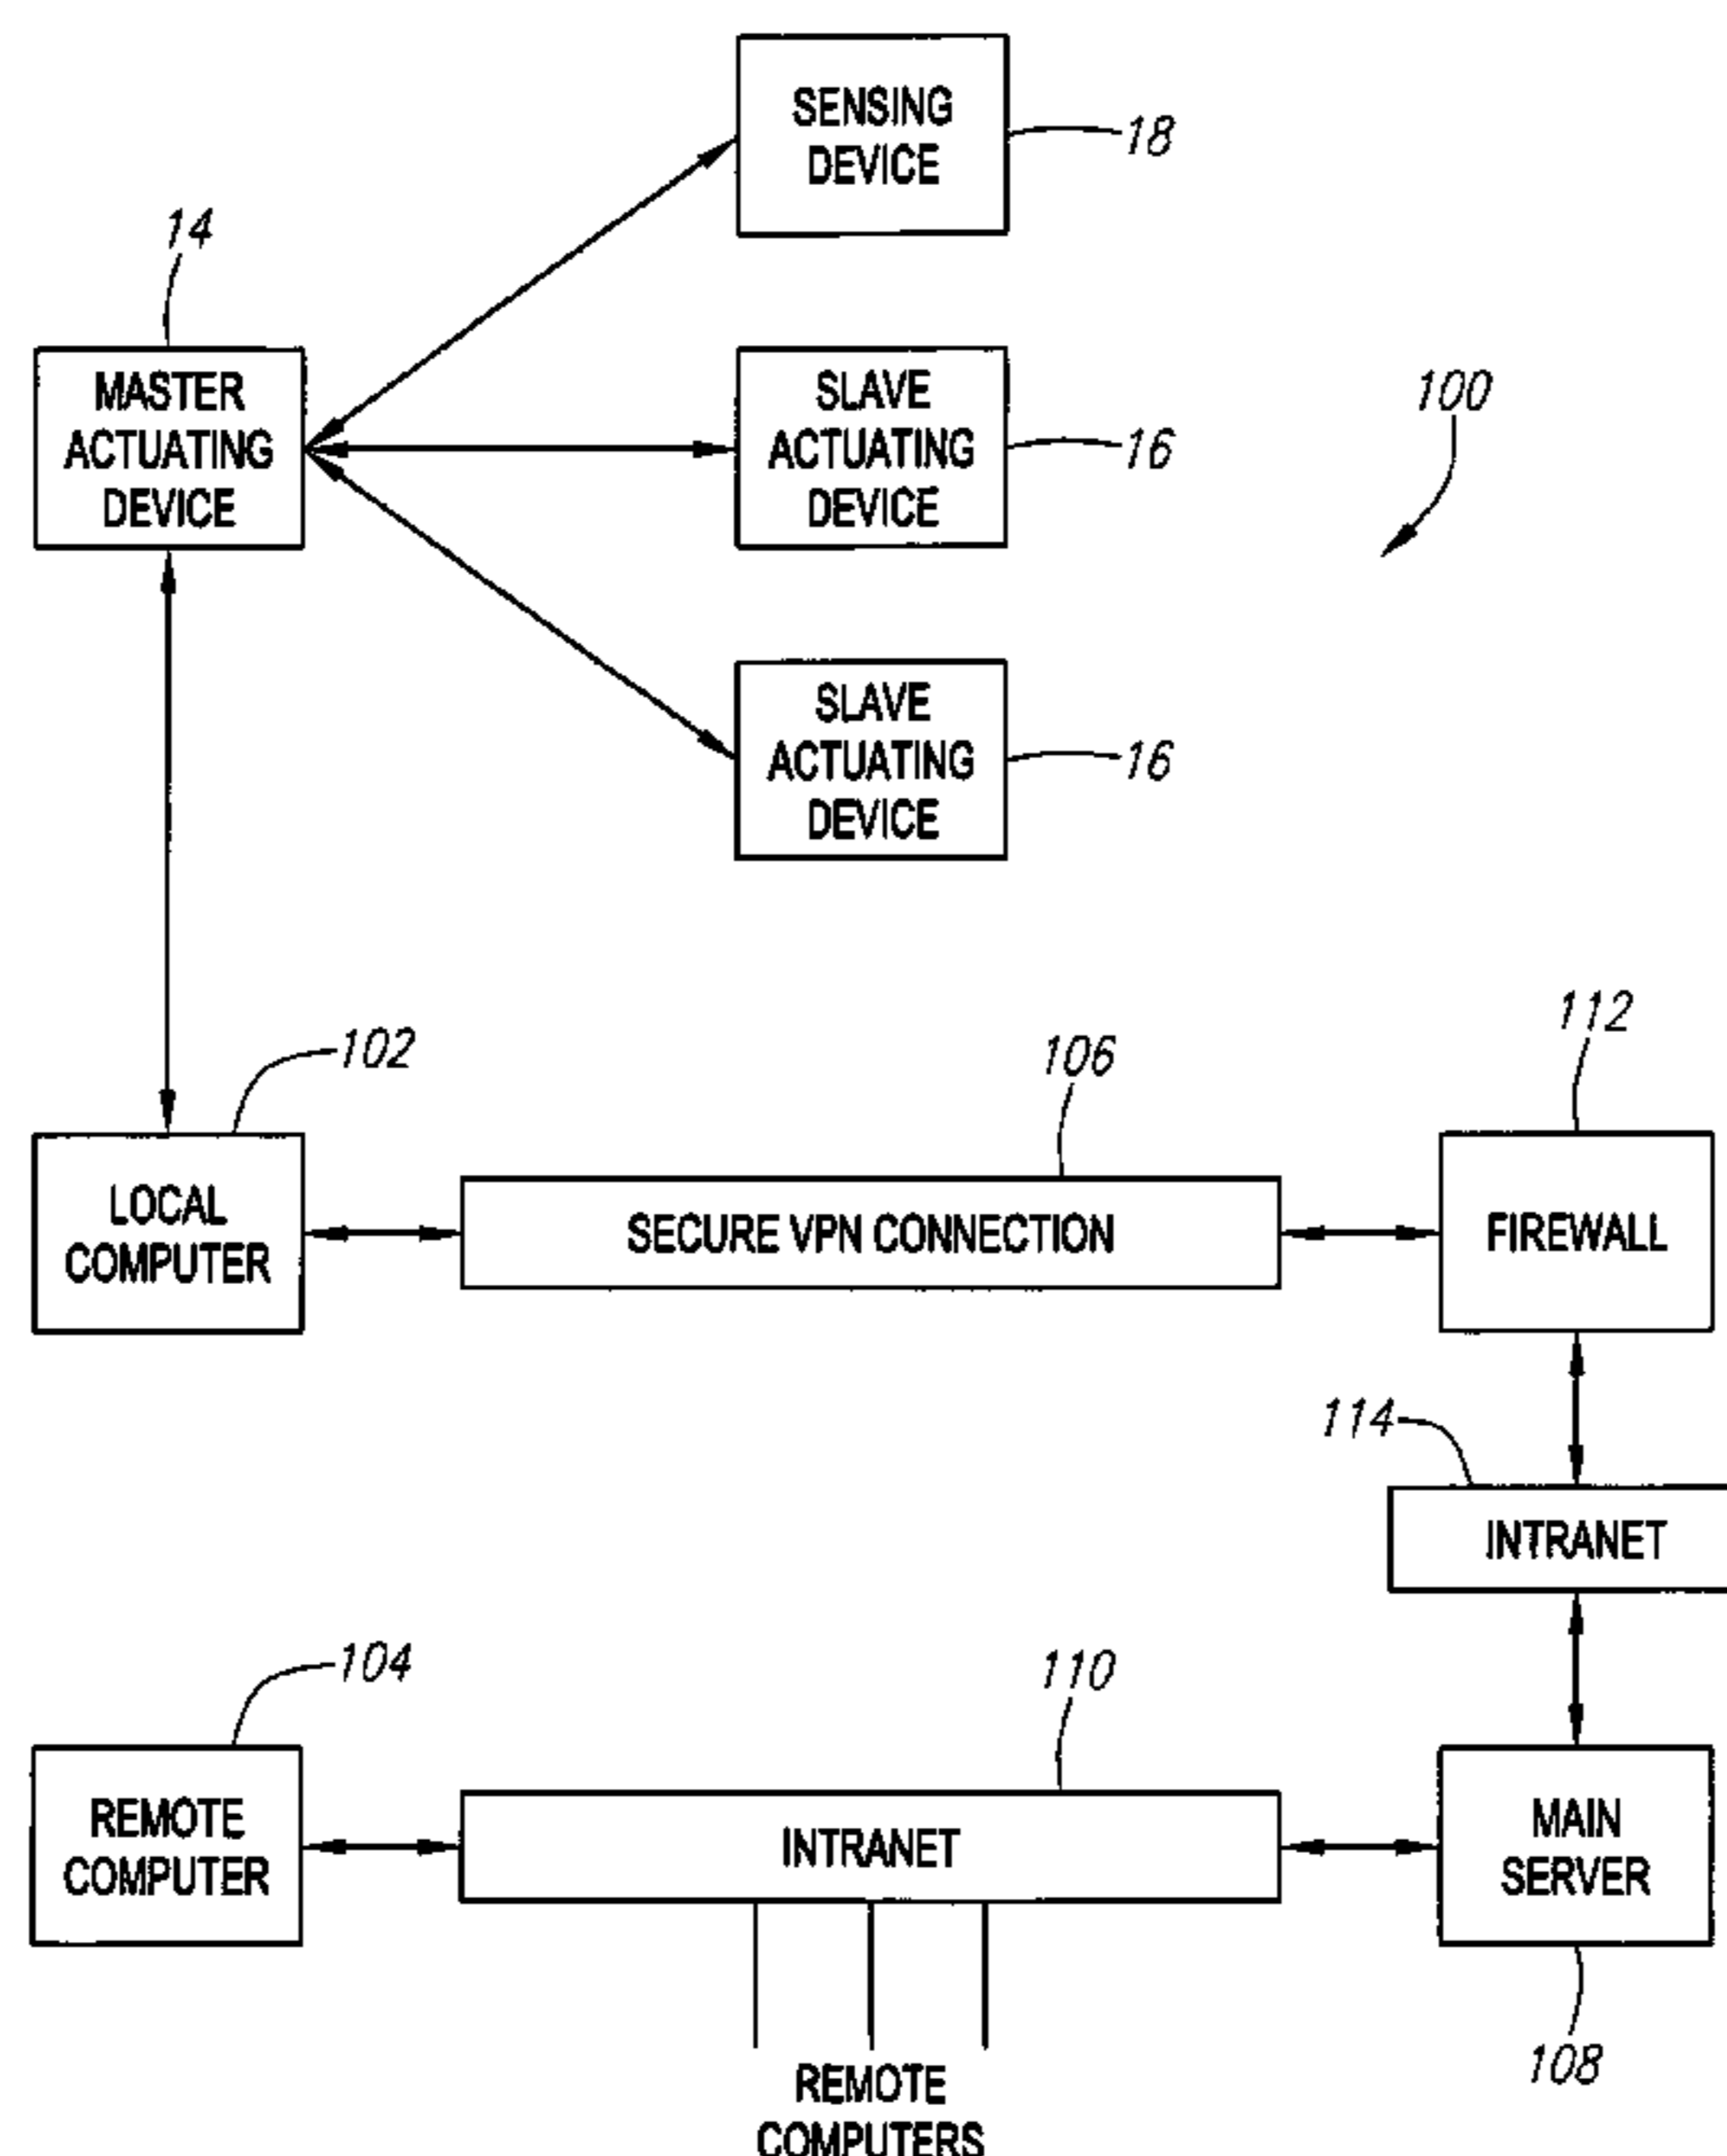 SENSING
DEVICE
18
14
MASTER
ACTUATING
DEVICE
SLAVE
ACTUATING
DEVICE
16
100
SLAVE
ACTUATING
DEVICE
16
102
106
112
LOCAL
COMPUTER
SECURE VPN CONNECTION
FIREWALL
114
INTRANET
104
110
REMOTE
COMPUTER
INTRANET
MAIN
SERVER
108
REMOTE
COMPUTERS